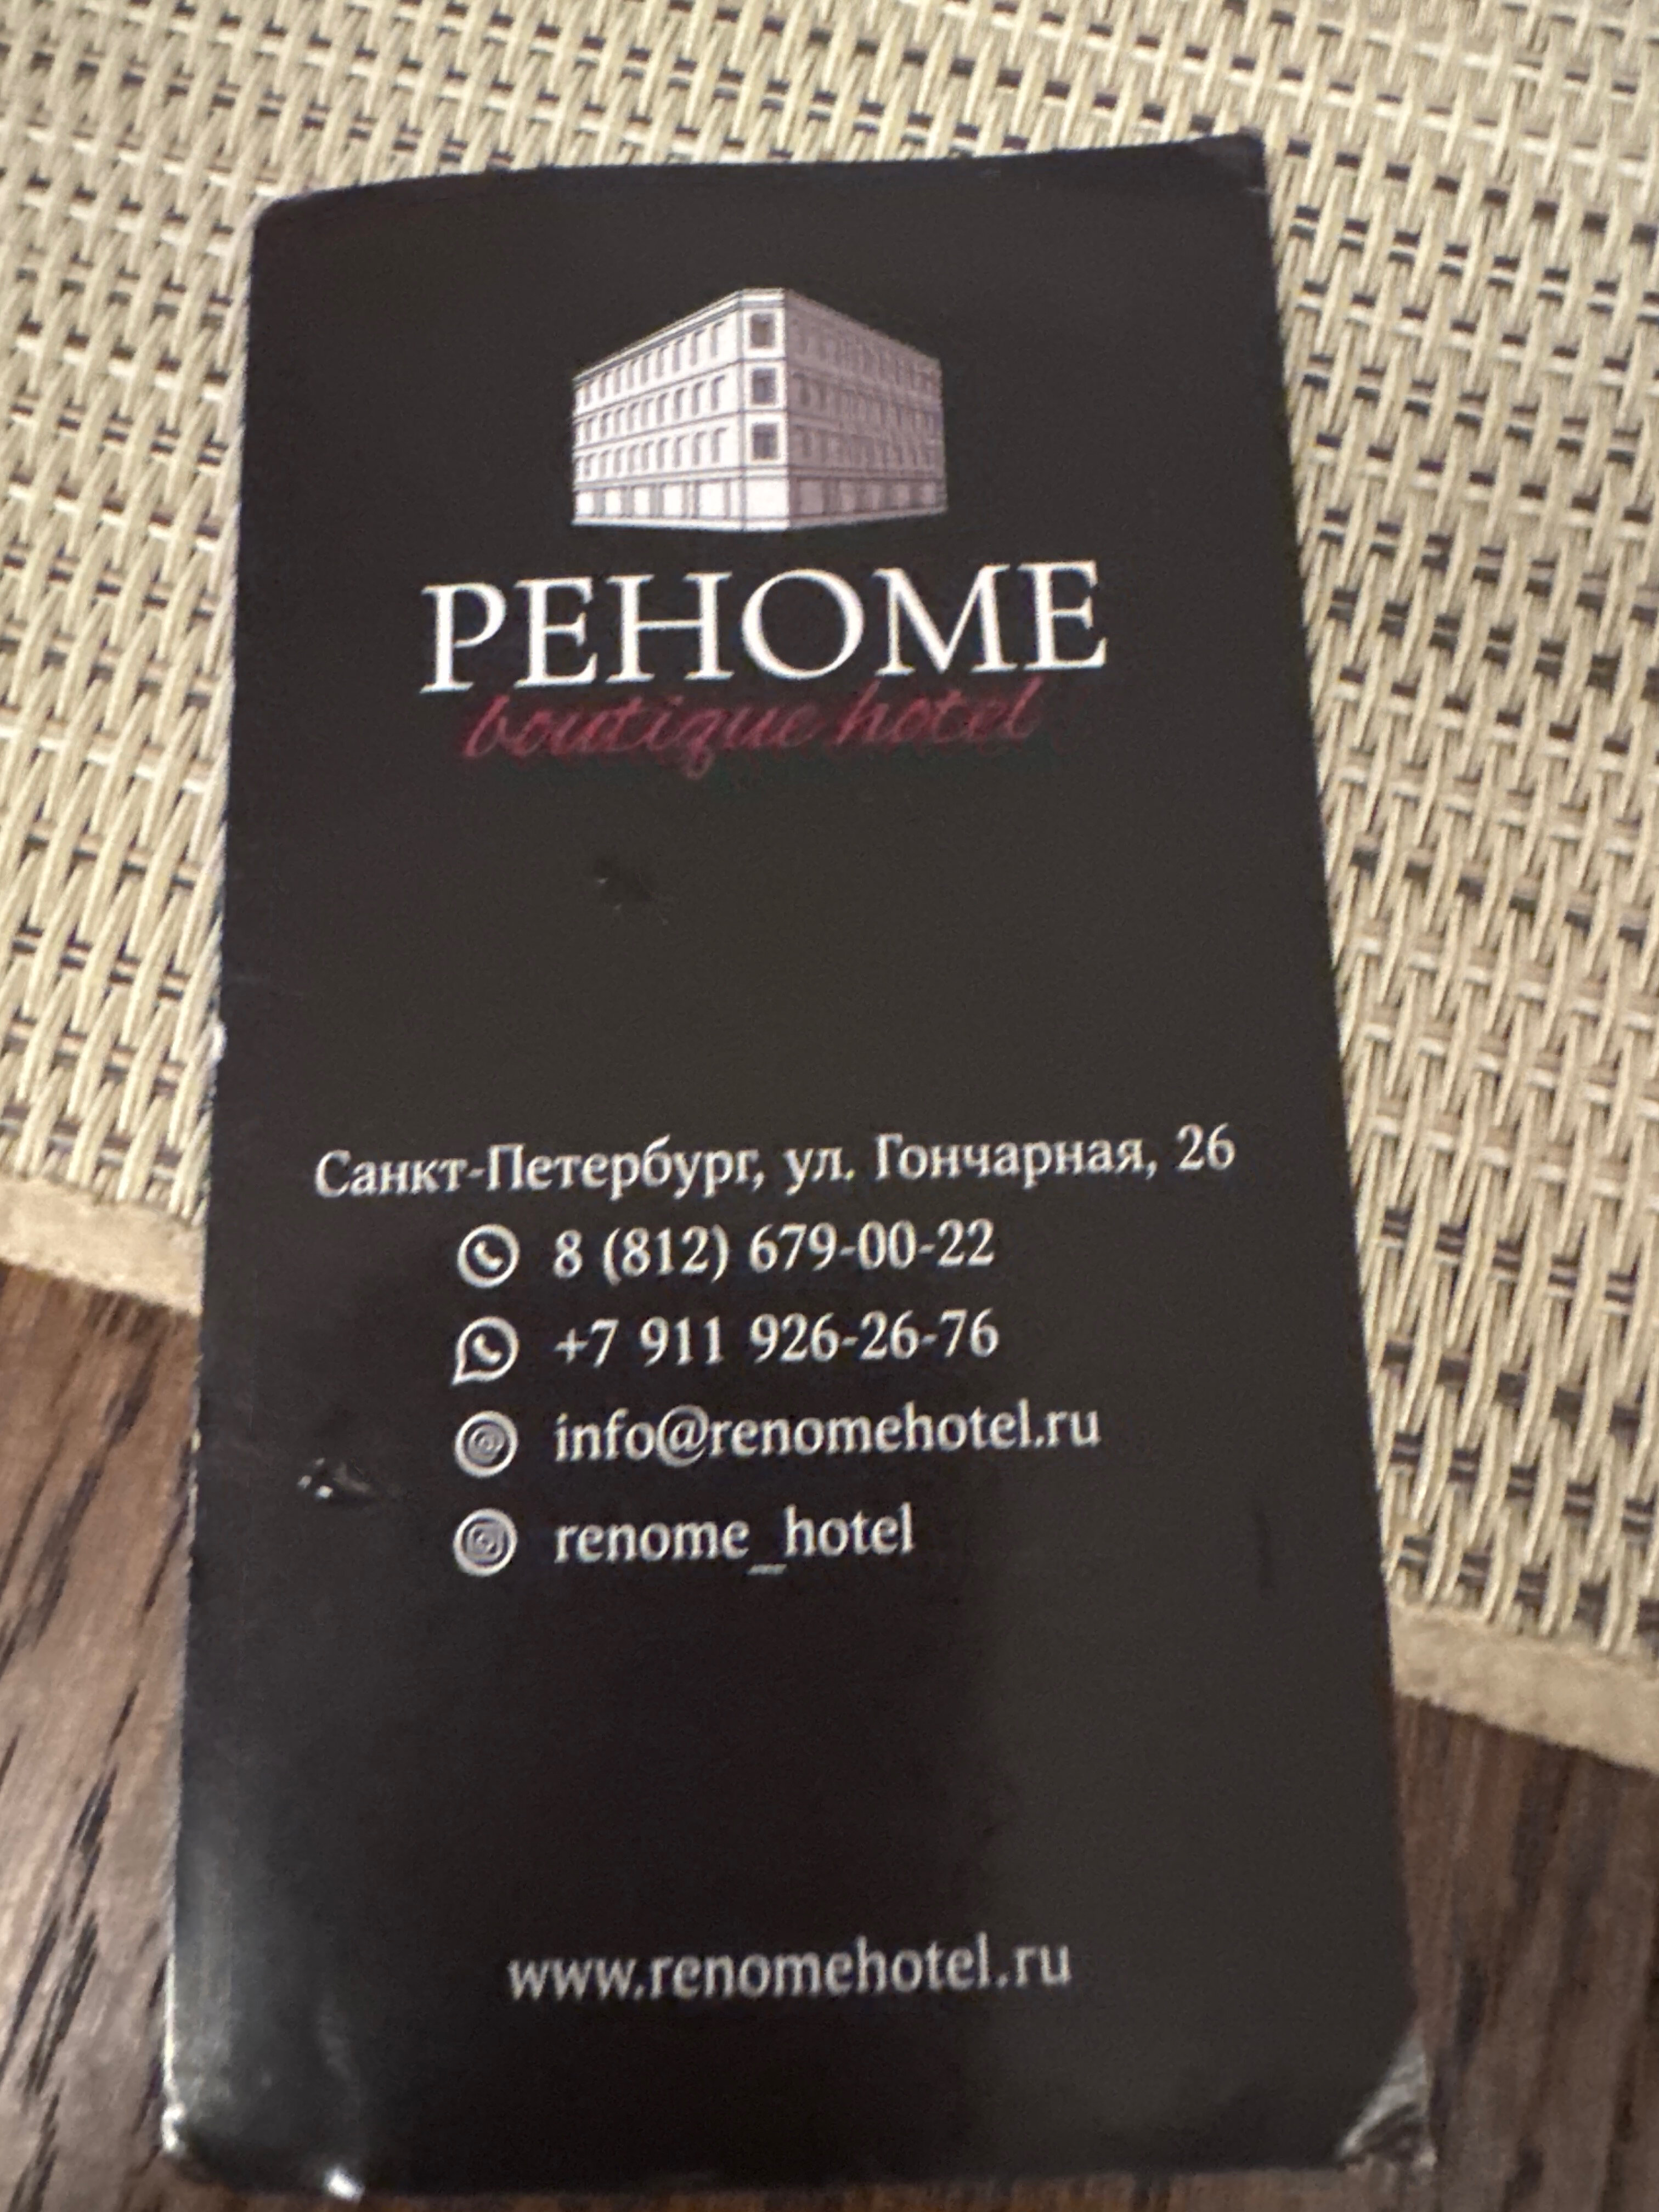 РЕНОМЕ
boutique hotel
Санкт-Петербург, ул. Гончарная, 26
8 (812) 679-00-22
+7 911 926-26-76
info@renomehotel.ru
renome_hotel
www.renomehotel.ru